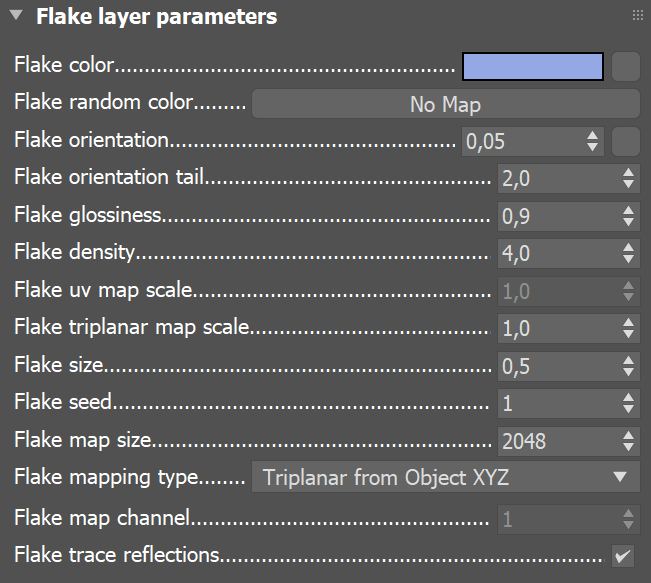 Flake layer parameters
Flake color
Flake random color No Map
Flake orientation 0,05
Flake orientation tail 2,0
Flake glossiness 0,9
Flake density 4,0
Flake uv map scale 1,0
Flake triplanar map scale 1,0
Flake size 0,5
Flake seed 1
Flake map size 2048
Flake mapping type Triplanar from Object XYZ
Flake map channel 1
Flake trace reflections